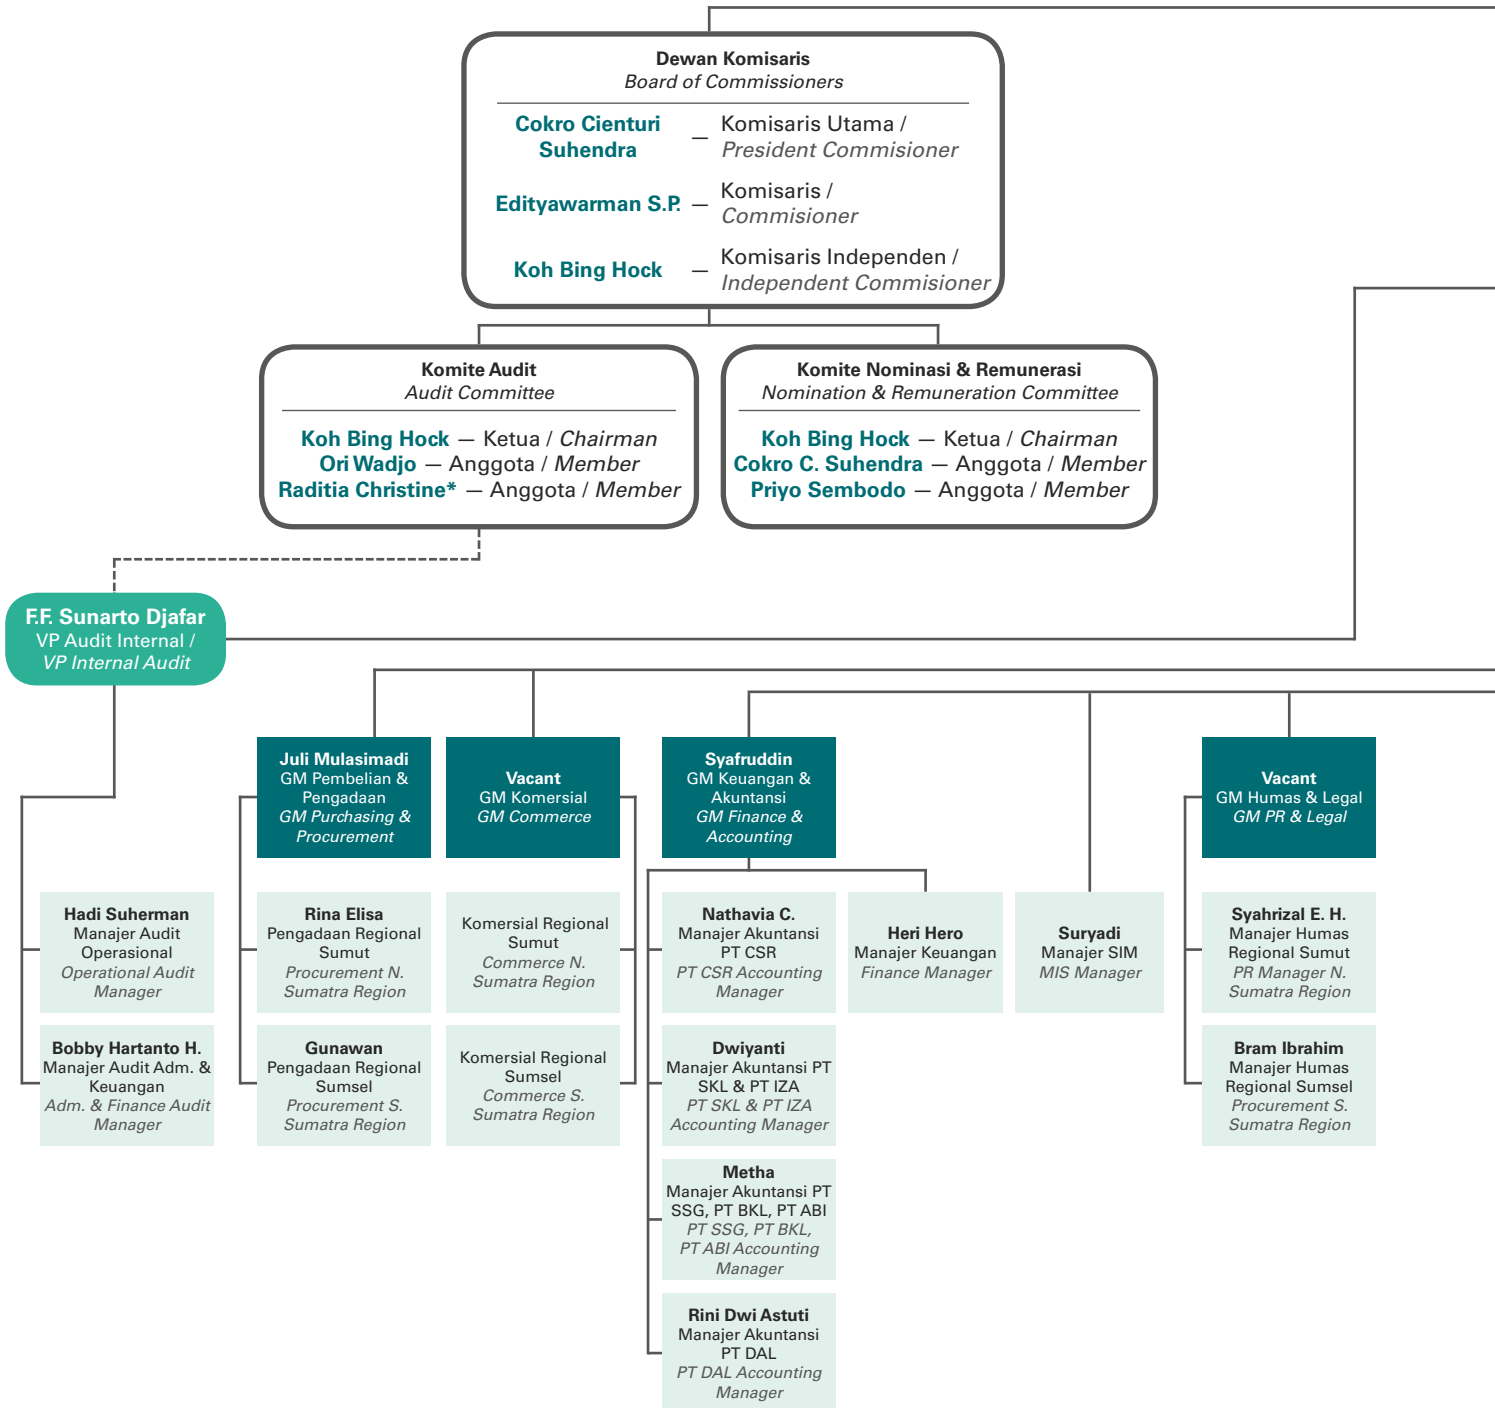 Dewan Komisaris
Board of Commissioners
Cokro Cienturi
Suhendra
—
Komisaris Utama /
President Commisioner
Edityawarman S.P. —
Komisaris /
Commisioner
Koh Bing Hock —
Komisaris Independen /
Independent Commisioner
Komite Audit
Audit Committee
Koh Bing Hock — Ketua / Chairman
Ori Wadjo — Anggota / Member
Raditia Christine* — Anggota / Member
Komite Nominasi & Remunerasi
Nomination & Remuneration Committee
Koh Bing Hock — Ketua / Chairman
Cokro C. Suhendra — Anggota / Member
Priyo Sembodo — Anggota / Member
F.F. Sunarto Djafar
VP Audit Internal /
VP Internal Audit
Juli Mulasimadi
GM Pembelian &
Pengadaan
GM Purchasing &
Procurement
Vacant
GM Komersial
GM Commerce
Syafruddin
GM Keuangan &
Akuntansi
GM Finance &
Accounting
Vacant
GM Humas & Legal
GM PR & Legal
Hadi Suherman
Manajer Audit
Operasional
Operational Audit
Manager
Rina Elisa
Pengadaan Regional
Sumut
Procurement N.
Sumatra Region
Komersial Regional
Sumut
Commerce N.
Sumatra Region
Nathavia C.
Manajer Akuntansi
PT CSR
PT CSR Accounting
Manager
Heri Hero
Manajer Keuangan
Finance Manager
Suryadi
Manajer SIM
MIS Manager
Syahrizal E. H.
Manajer Humas
Regional Sumut
PR Manager N.
Sumatra Region
Bobby Hartanto H.
Manajer Audit Adm. &
Keuangan
Adm. & Finance Audit
Manager
Gunawan
Pengadaan Regional
Sumsel
Procurement S.
Sumatra Region
Komersial Regional
Sumsel
Commerce S.
Sumatra Region
Dwiyanti
Manajer Akuntansi PT
SKL & PT IZA
PT SKL & PT IZA
Accounting Manager
Bram Ibrahim
Manajer Humas
Regional Sumsel
Procurement S.
Sumatra Region
Metha
Manajer Akuntansi PT
SSG, PT BKL, PT ABI
PT SSG, PT BKL,
PT ABI Accounting
Manager
Rini Dwi Astuti
Manajer Akuntansi
PT DAL
PT DAL Accounting
Manager